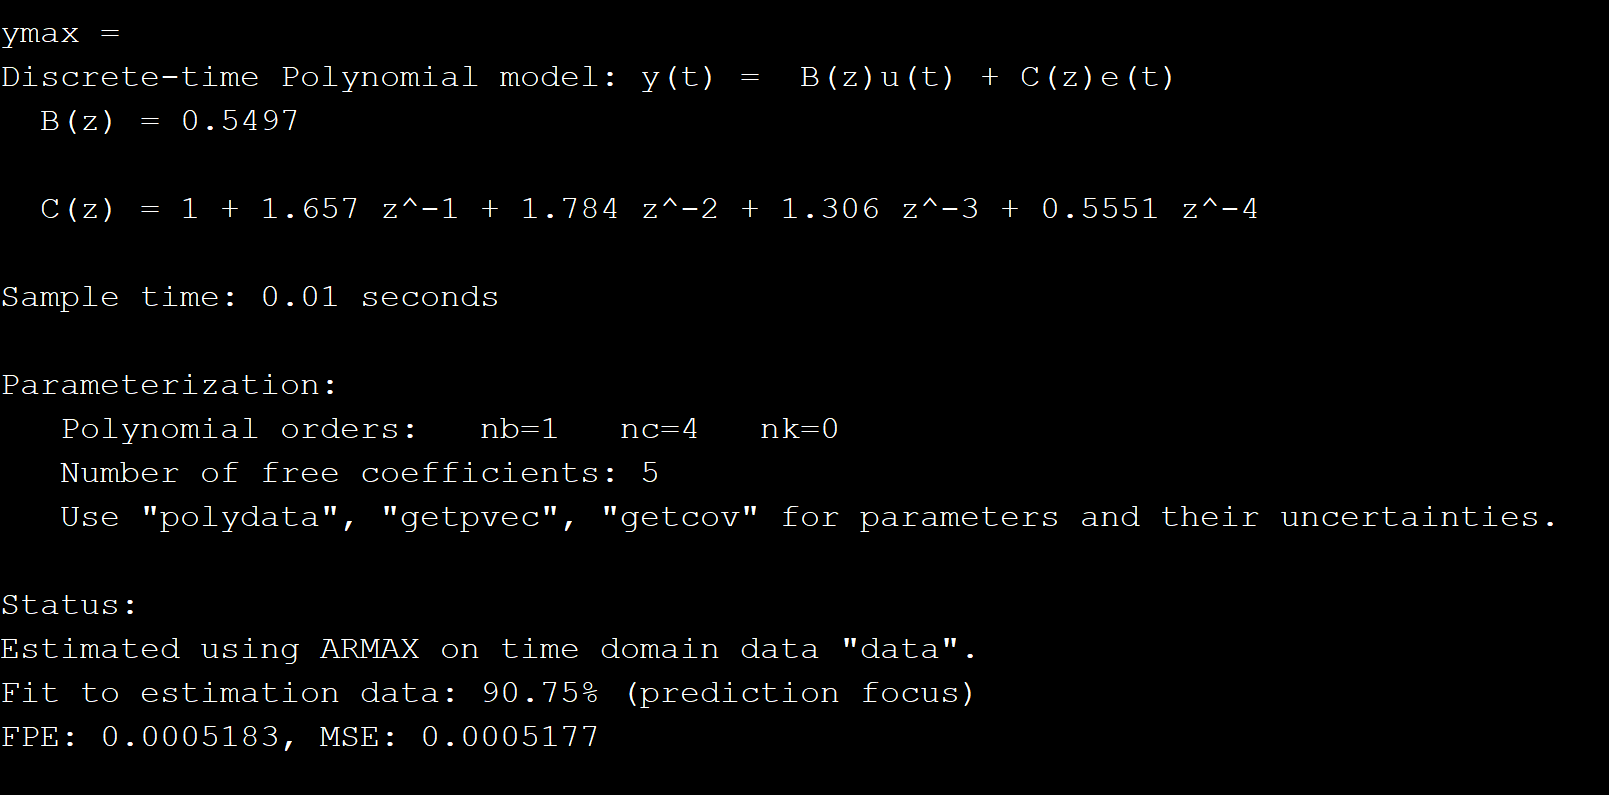 ymax =
Discrete-time Polynomial model: y(t) =  B(z)u(t) + C(z)e(t)
  B(z) = 0.5497
  C(z) = 1 + 1.657 z^-1 + 1.784 z^-2 + 1.306 z^-3 + 0.5551 z^-4
Sample time: 0.01 seconds
Parameterization:
   Polynomial orders:   nb=1   nc=4   nk=0
   Number of free coefficients: 5
   Use "polydata", "getpvec", "getcov" for parameters and their uncertainties.
Status:
Estimated using ARMAX on time domain data "data".
Fit to estimation data: 90.75% (prediction focus)
FPE: 0.0005183, MSE: 0.0005177